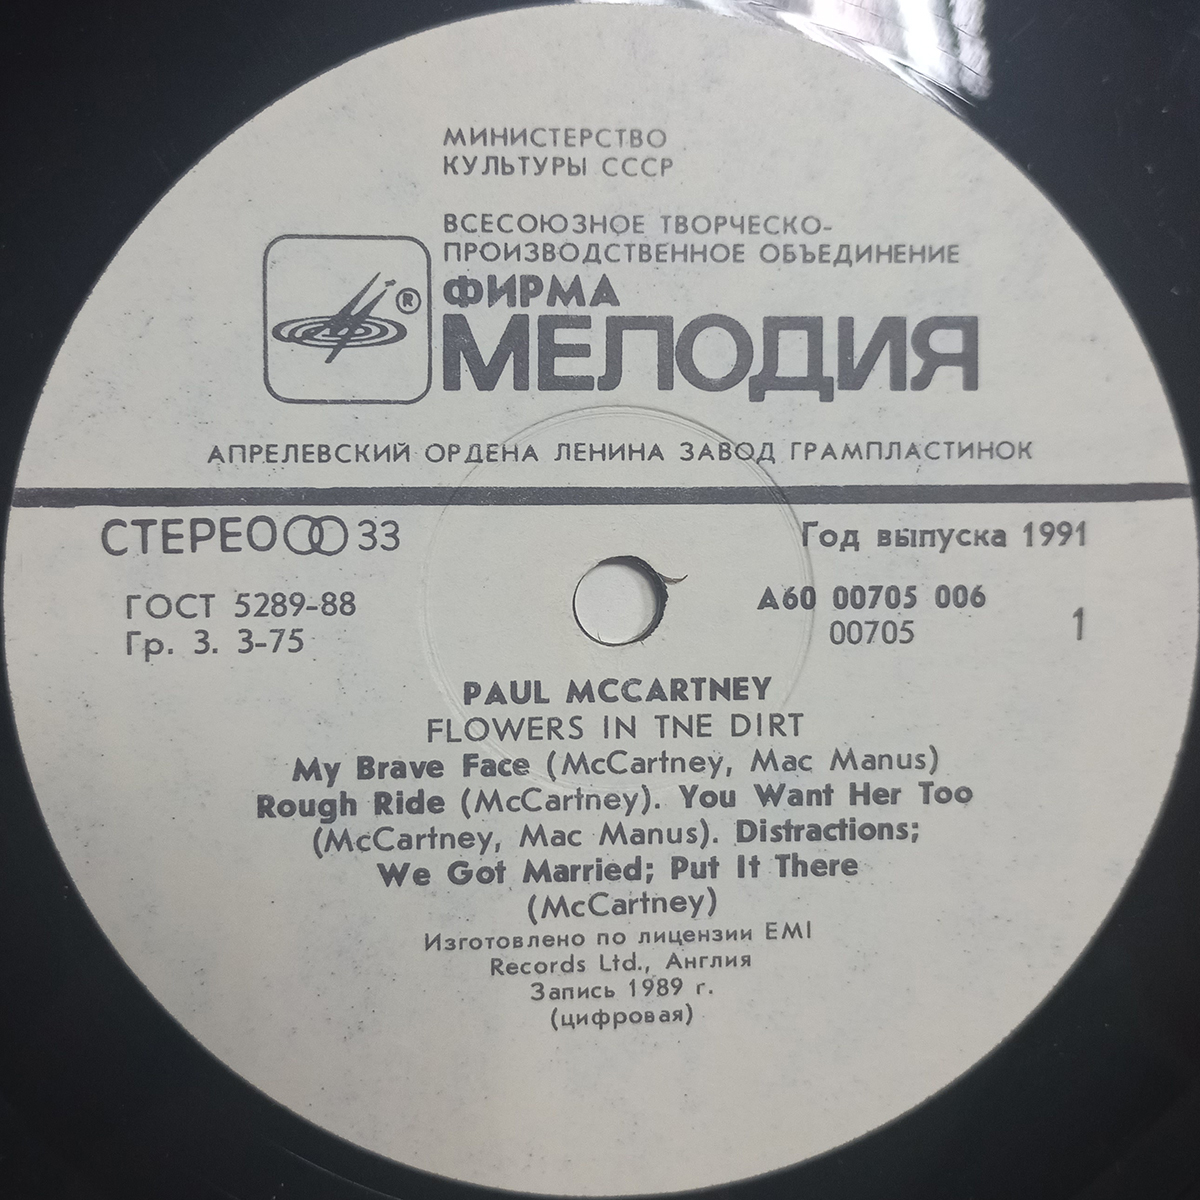 МИНИСТЕРСТВО
КУЛЬТУРЫ СССР
ВСЕСОЮЗНОЕ ТВОРЧЕСКО-
ПРОИЗВОДСТВЕННОЕ ОБЪЕДИНЕНИЕ
ФИРМА
®
МЕЛОДИЯ
АПРЕЛЕВСКИЙ ОРДЕНА ЛЕНИНА ЗАВОД ГРАМПЛАСТИНОК
СТЕРЕО 33
Год выпуска 1991
ГОСТ 5289-88
А60 00705 006
Гр. 3. 3-75
00705
1
PAUL MCCARTNEY
FLOWERS IN TNE DIRT
My Brave Face (McCartney, Mac Manus)
Rough Ride (McCartney). You Want Her Too
(McCartney, Mac Manus). Distractions;
We Got Married; Put It There
(McCartney)
Изготовлено по лицензии EMI
Records Ltd., Англия
Запись 1989 г.
(цифровая)